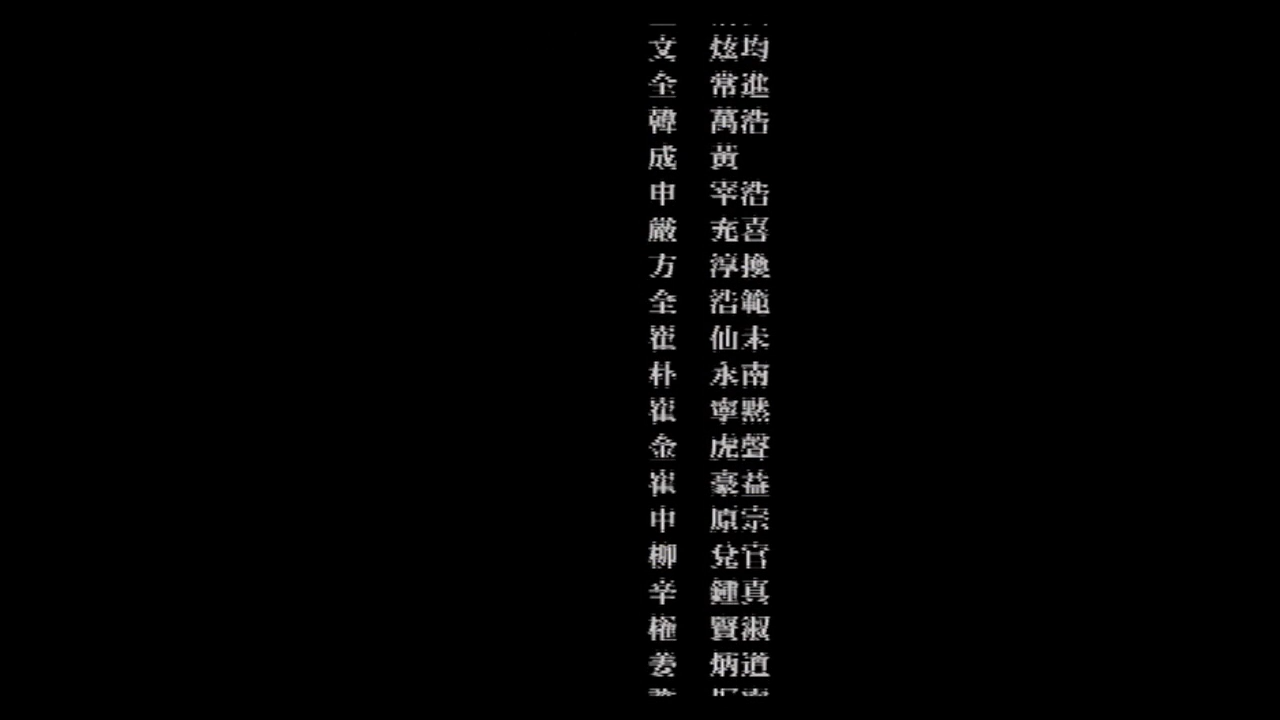 文 炫均
全 常進
韓 萬浩
成 黃
申 宰浩
嚴 充喜
方 淳換
全 浩範
崔 仙未
朴 永南
崔 寧默
金 虎聲
崔 豪益
申 原宗
柳 兌官
辛 鍾真
權 賢淑
姜 炳道